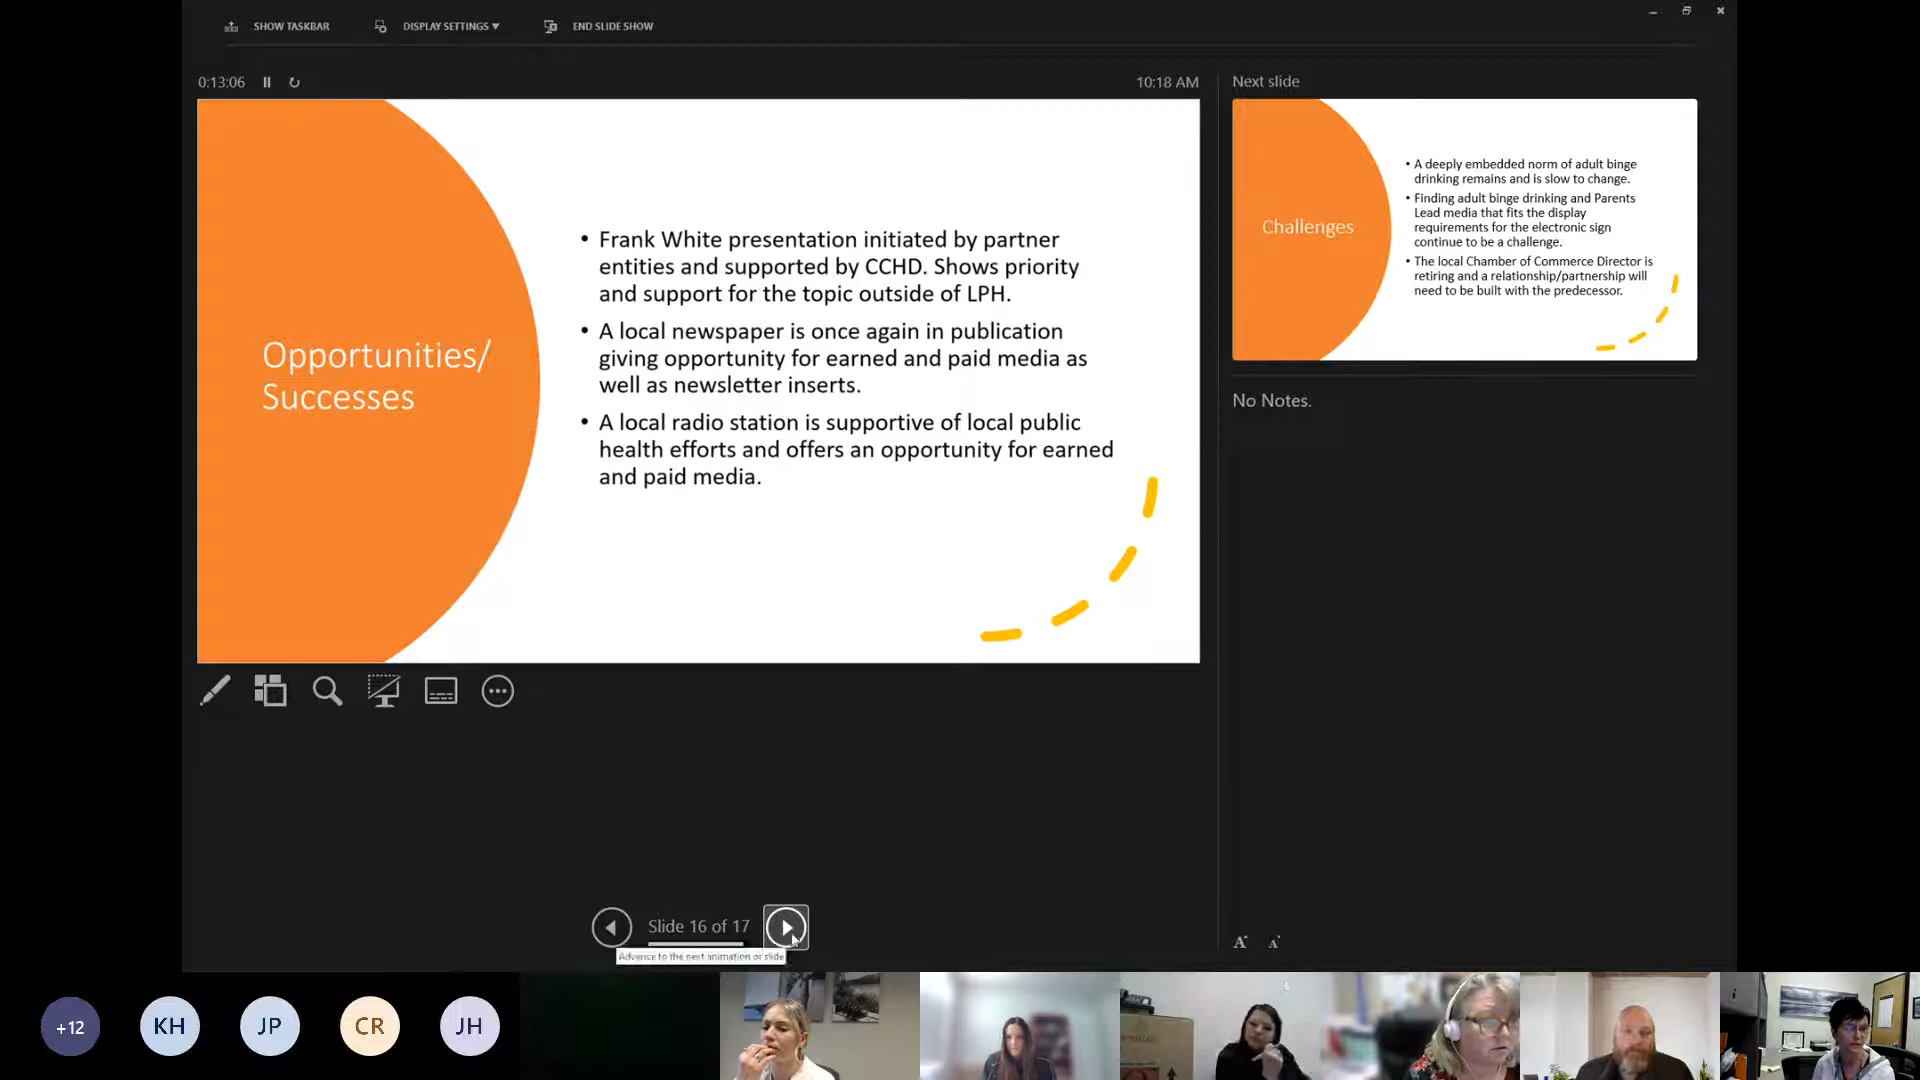 SHOW TASKBAR
DISPLAY SETTINGS ▾
END SLIDE SHOW
0:13:06
10:18 AM
Opportunities/
Successes
• Frank White presentation initiated by partner
entities and supported by CCHD. Shows priority
and support for the topic outside of LPH.
• A local newspaper is once again in publication
giving opportunity for earned and paid media as
well as newsletter inserts.
• A local radio station is supportive of local public
health efforts and offers an opportunity for earned
and paid media.
Next slide
Challenges
• A deeply embedded norm of adult binge
drinking remains and is slow to change.
• Finding adult binge drinking and Parents
Lead media that fits the display
requirements for the electronic sign
continue to be a challenge.
• The local Chamber of Commerce Director is
retiring and a relationship/partnership will
need to be built with the predecessor.
No Notes.
Slide 16 of 17
Advance to the next animation or slide
A A
+12
KH
JP
CR
JH